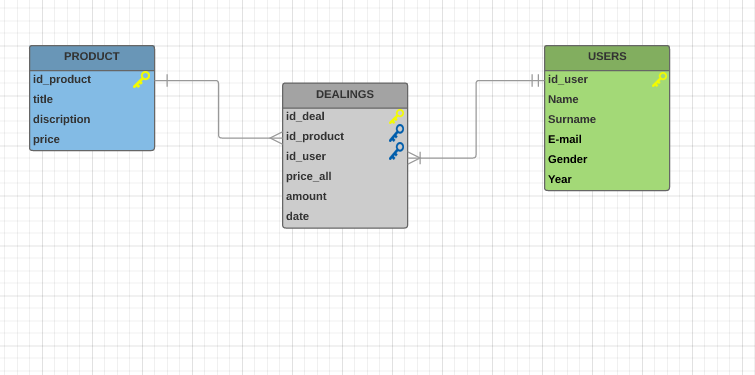 PRODUCT
id_product
title
discription
price
DEALINGS
id_deal
id_product
id_user
price_all
amount
date
USERS
id_user
Name
Surname
E-mail
Gender
Year